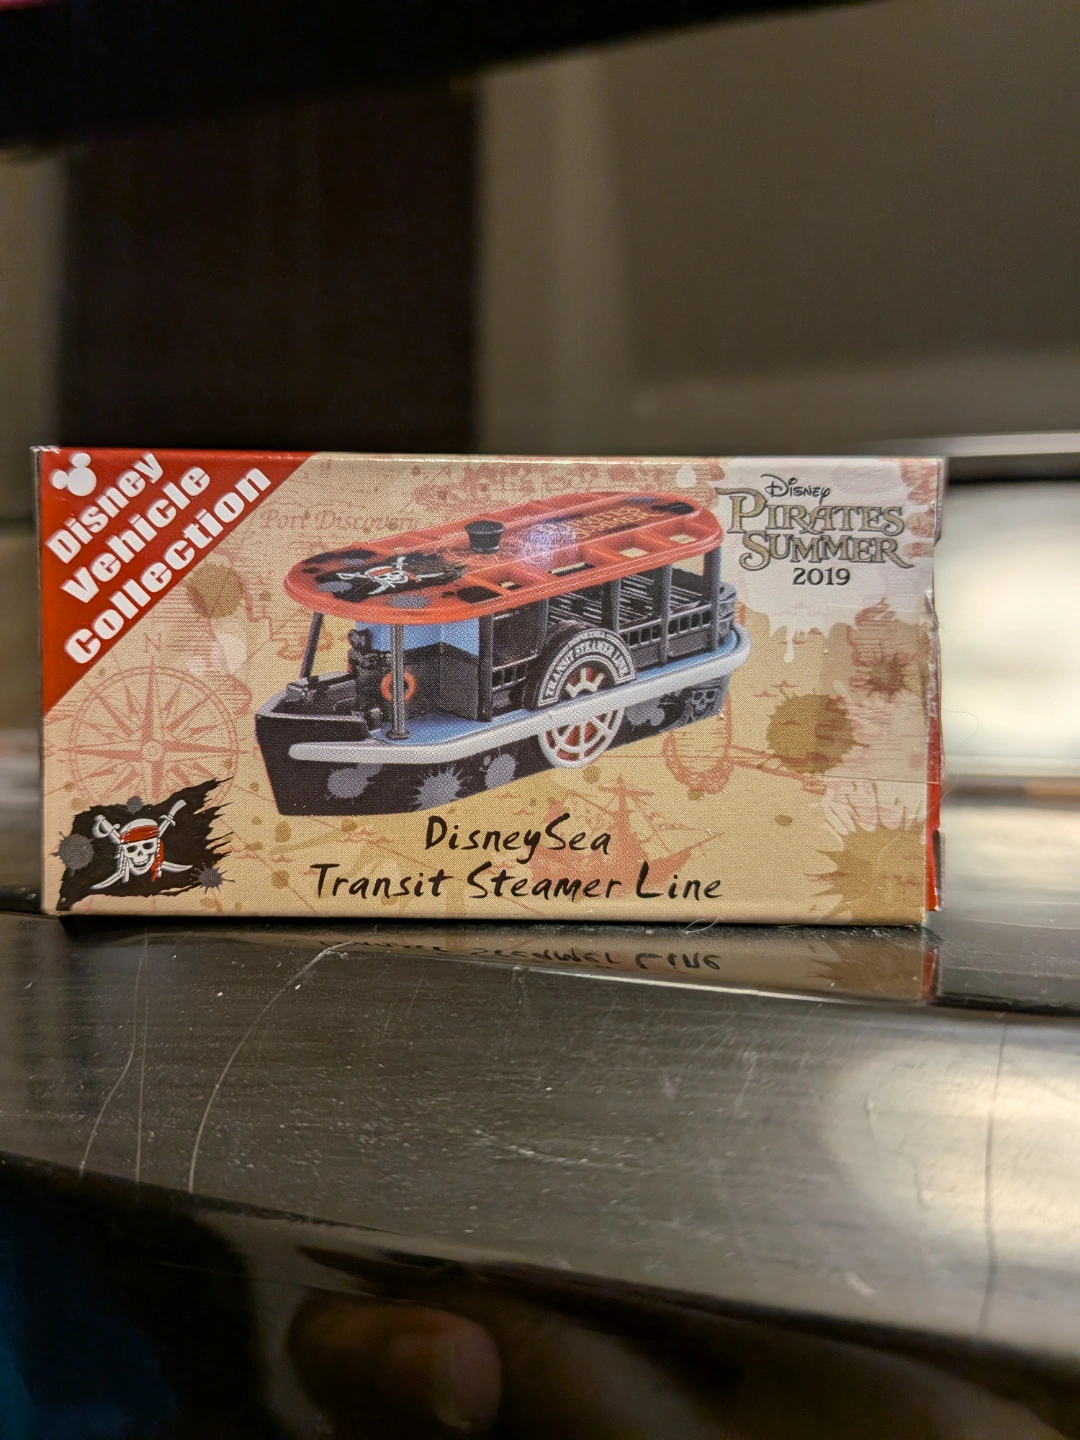 Disney
Vehicle
Collection
Port Discovery
Disney
PIRATES
SUMMER
2019
N
TRANSIT STEAMER LINE
DisneySea
Transit Steamer Line